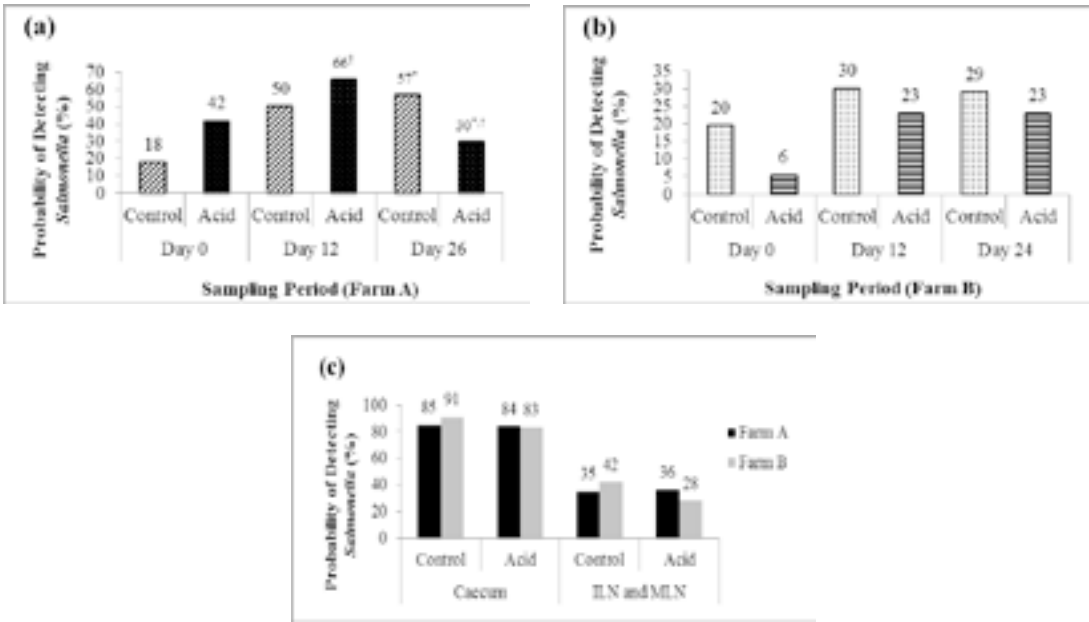 (a)
Probability of Detecting
Salmonella (%)
70
60
50
40
30
20
10
0
18
42
50
66
57
30
Control Acid Control Acid Control Acid
Day 0 Day 12 Day 26
Sampling Period (Farm A)
(b)
Probability of Detecting
Salmonella (%)
35
30
25
20
15
10
5
0
20
6
30
23
29
23
Control Acid Control Acid Control Acid
Day 0 Day 12 Day 24
Sampling Period (Farm B)
(c)
Probability of Detecting
Salmonella (%)
100
80
60
40
20
0
85 91 84 83 35 42 36 28
Farm A
Farm B
Control Acid Control Acid
Caecum ILN and MLN